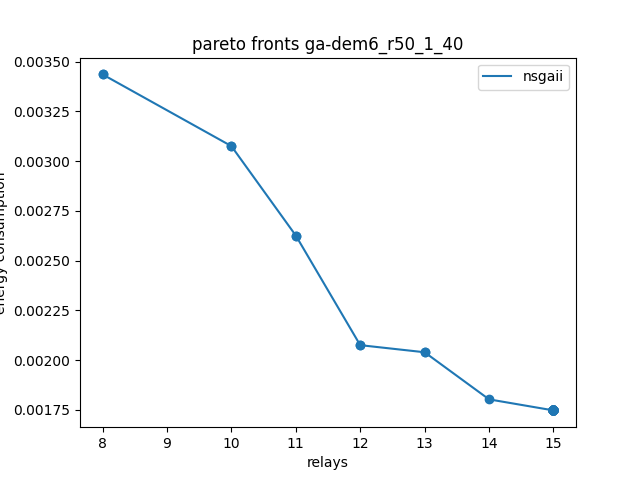 pareto fronts ga-dem6_r50_1_40
nsgaii
0.00350
0.00325
0.00300
0.00275
0.00250
0.00225
0.00200
0.00175
energy consumption
8 9 10 11 12 13 14 15
relays